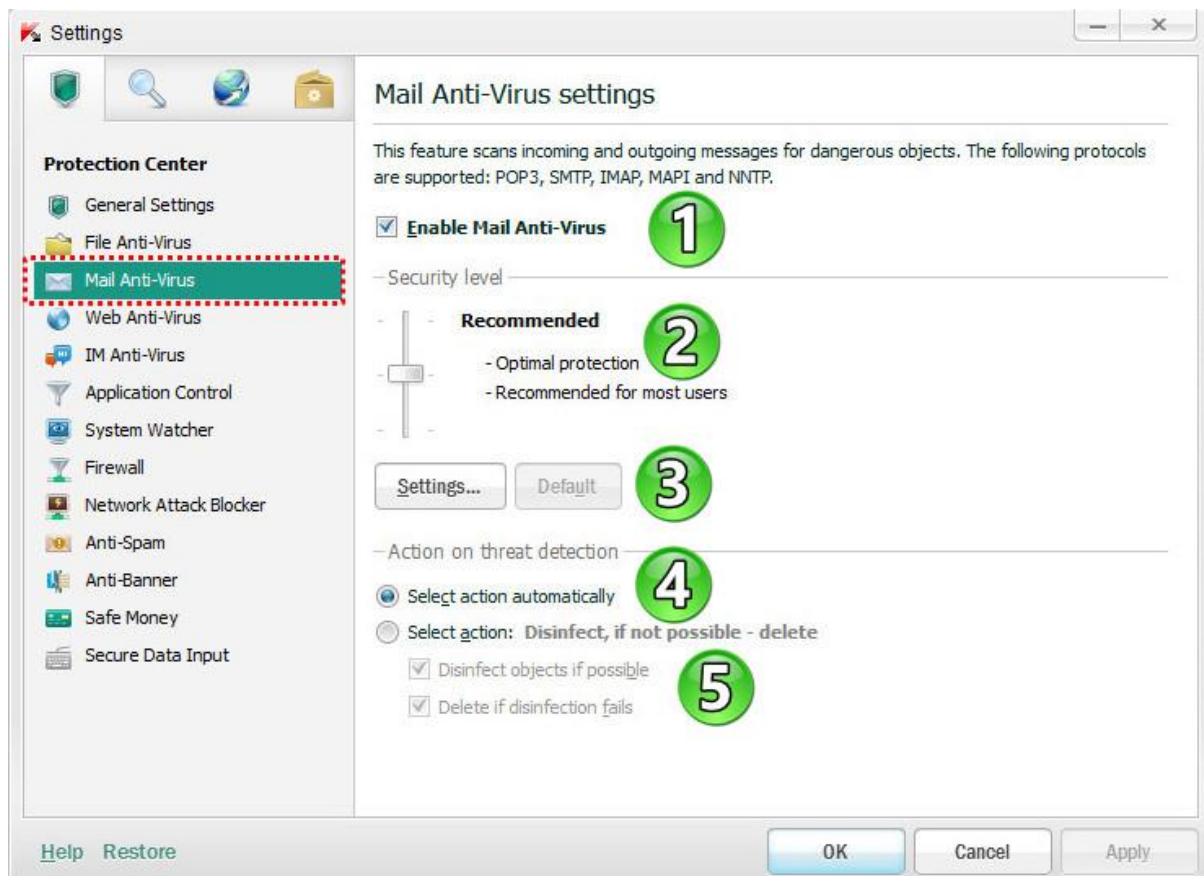 Settings
Protection Center
General Settings
File Anti-Virus
Mail Anti-Virus
Web Anti-Virus
IM Anti-Virus
Application Control
System Watcher
Firewall
Network Attack Blocker
Anti-Spam
Anti-Banner
Safe Money
Secure Data Input
Mail Anti-Virus settings
This feature scans incoming and outgoing messages for dangerous objects. The following protocols
are supported: POP3, SMTP, IMAP, MAPI and NNTP.
Enable Mail Anti-Virus
1
Security level
Recommended
2
- Optimal protection
- Recommended for most users
Settings...
Default
3
Action on threat detection
Select action automatically
4
Select action: Disinfect, if not possible - delete
Disinfect objects if possible
5
Delete if disinfection fails
Help Restore
OK
Cancel
Apply